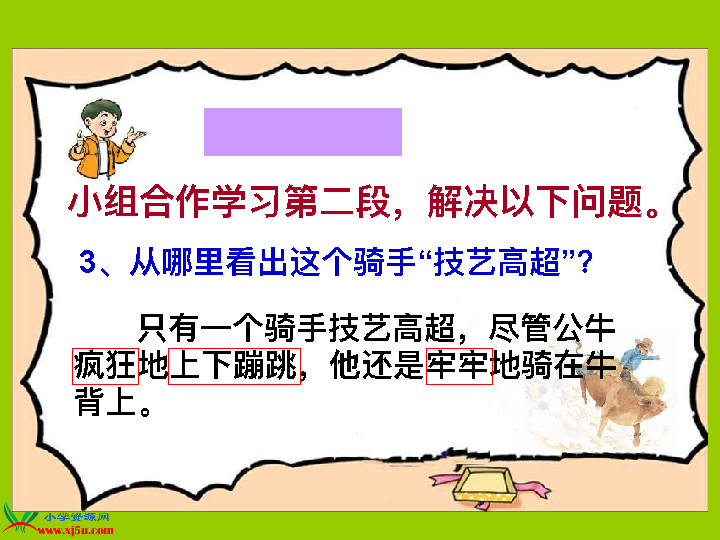 小组合作学习第二段，解决以下问题。
3、从哪里看出这个骑手“技艺高超”？
只有一个骑手技艺高超，尽管公牛
疯狂地上下蹦跳，他还是牢牢地骑在牛
背上。
小学资源网
www.xj5u.com